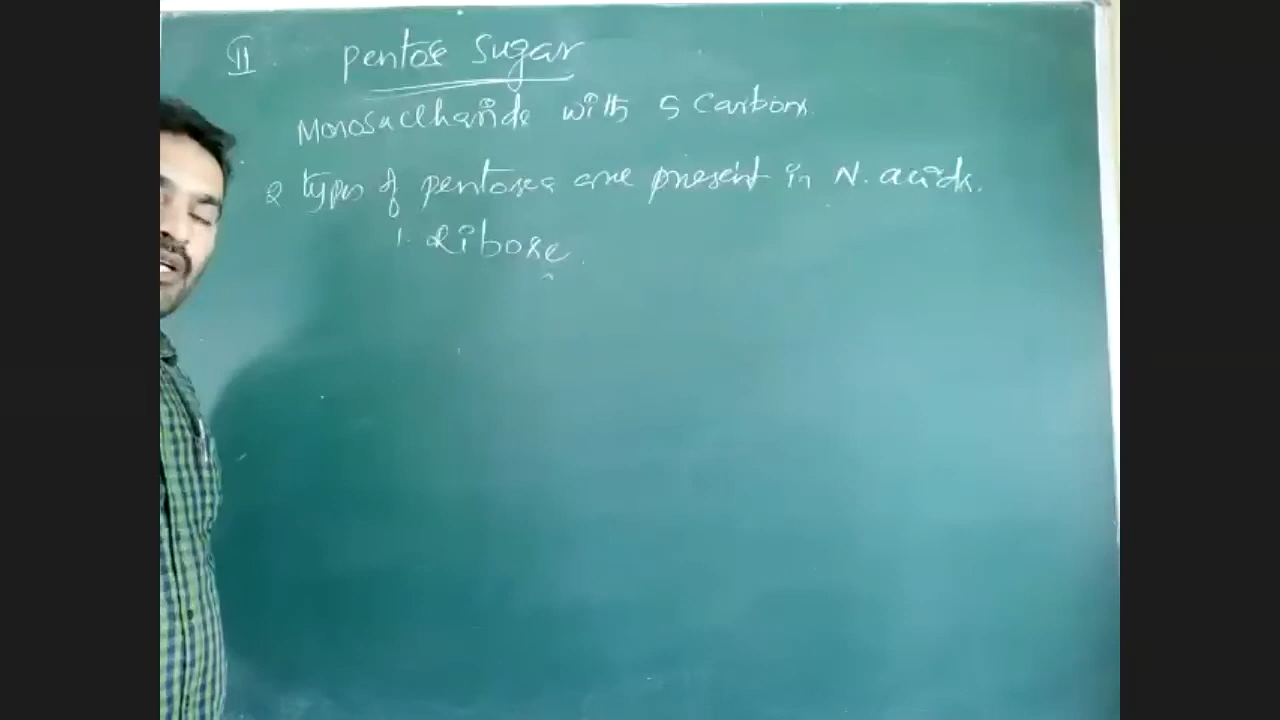 II. Pentose Sugar
Monosaccharide with 5 Carbons
2 types of pentoses are present in N. acids.
1. Ribose